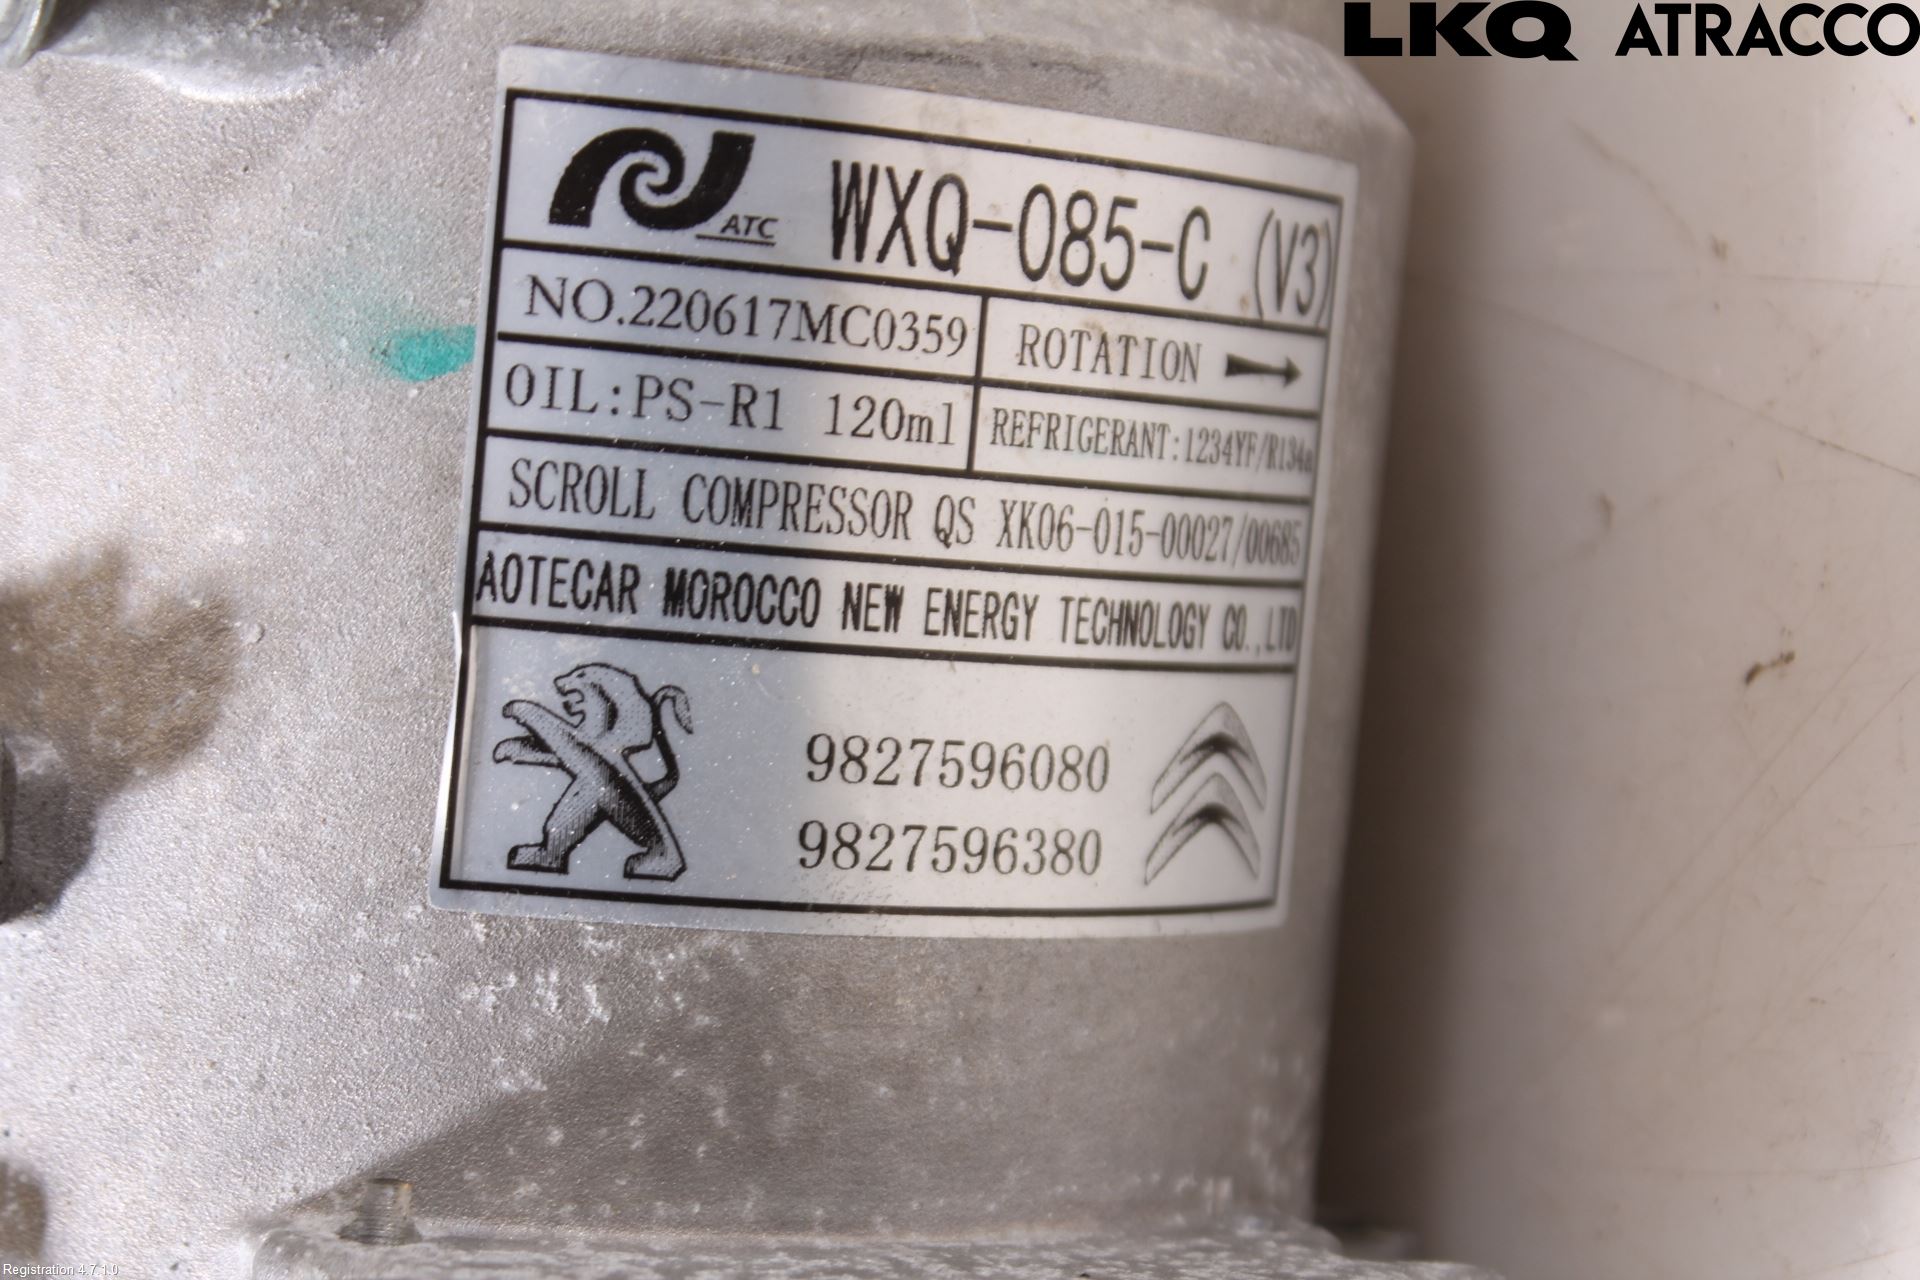 LKQ ATRACCO
ATC WXQ-085-C (V3)
NO.220617MC0359 ROTATION
OIL:PS-R1 120ml REFRIGERANT:1234YF/R134a
SCROLL COMPRESSOR QS XK06-015-00027/00685
AOTECAR MOROCCO NEW ENERGY TECHNOLOGY CO.,LTD
9827596080
9827596380
Registration 4.7.1.0